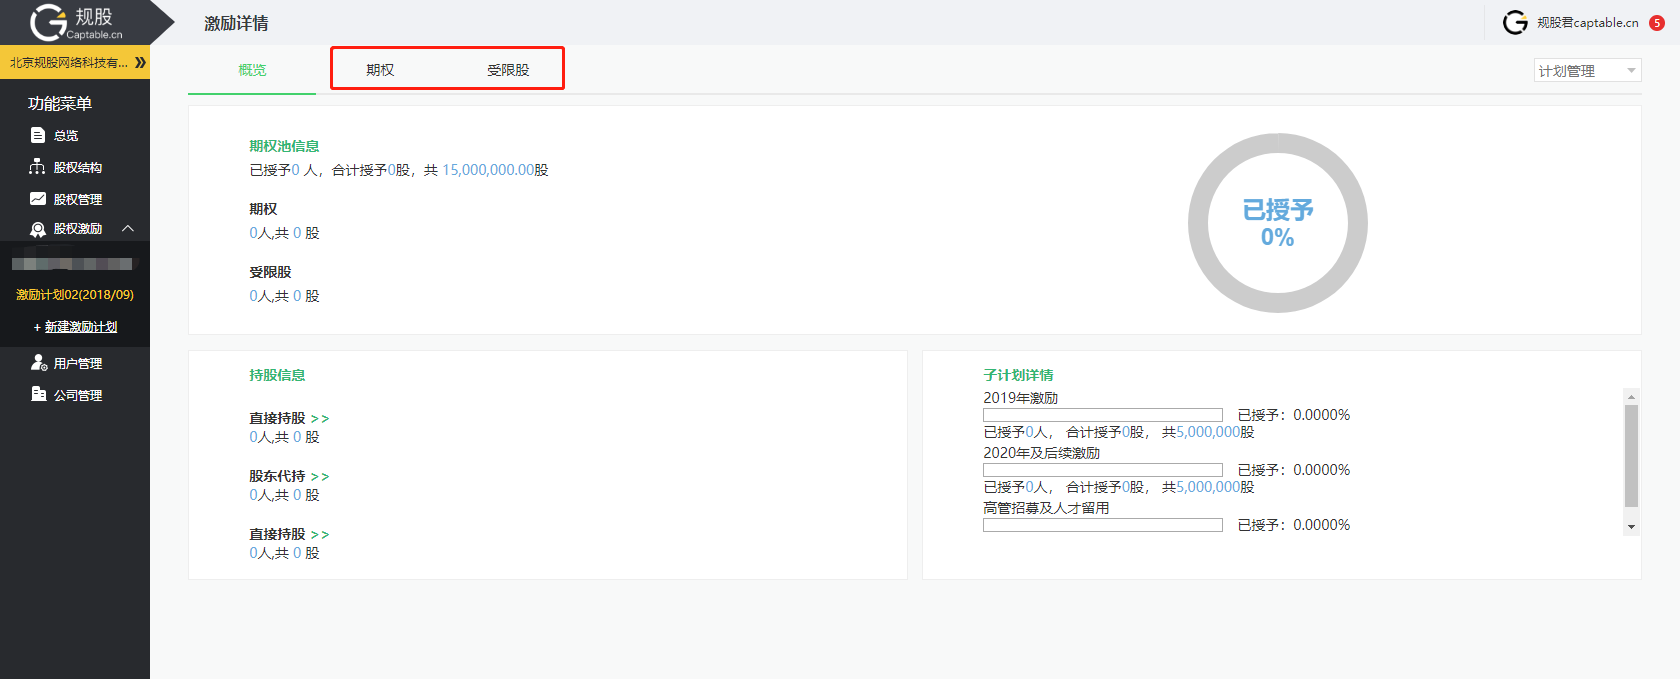 规股
Captable.cn
激励详情
规股君captable.cn
5
北京规股网络科技有...
功能菜单
总览
股权结构
股权管理
股权激励
激励计划02(2018/09)
+ 新建激励计划
用户管理
公司管理
概览
期权
受限股
计划管理
期权池信息
已授予0 人，合计授予0股，共 15,000,000.00股
期权
0人,共 0 股
受限股
0人,共 0 股
已授予
0%
持股信息
直接持股 >>
0人,共 0 股
股东代持 >>
0人,共 0 股
直接持股 >>
0人,共 0 股
子计划详情
2019年激励
已授予：0.0000%
已授予0人， 合计授予0股， 共5,000,000股
2020年及后续激励
已授予：0.0000%
已授予0人， 合计授予0股， 共5,000,000股
高管招募及人才留用
已授予：0.0000%